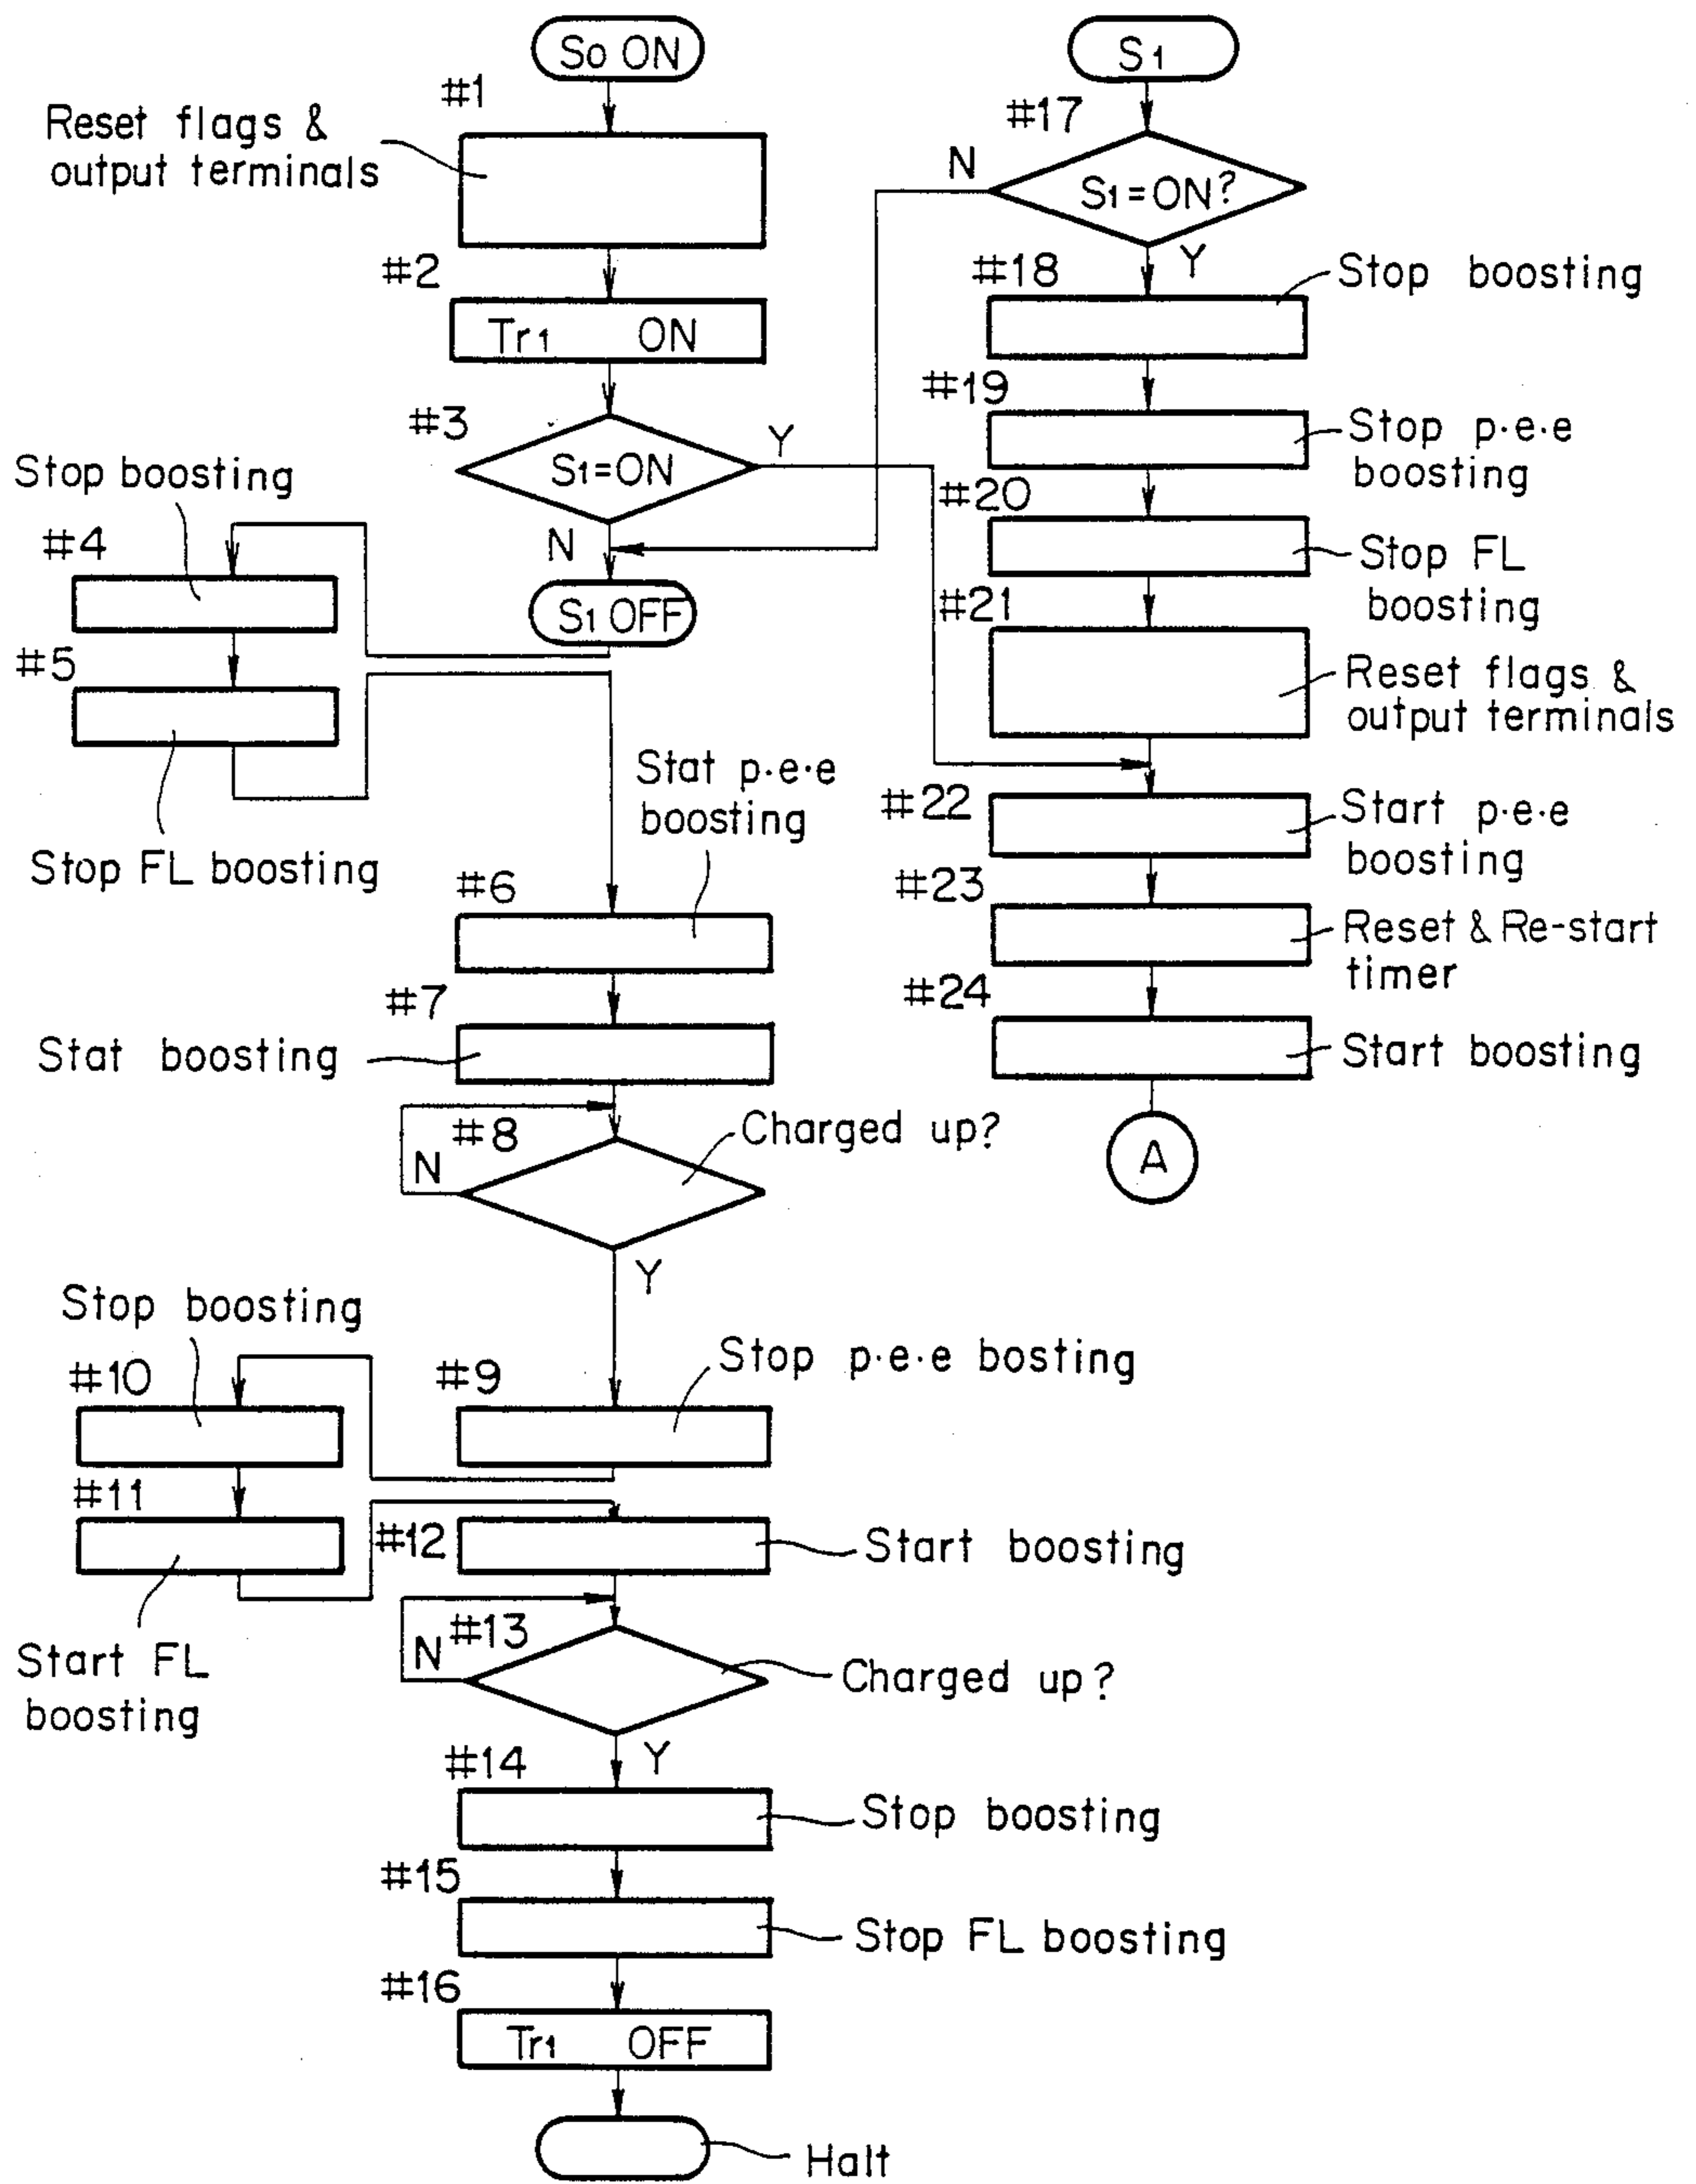 So ON
#1
Reset flags &
output terminals
#2
Tr1 ON
#3
S1=ON
Y
N
S1 OFF
Stop boosting
#4
#5
Stop FL boosting
Stat p·e·e
boosting
#6
#7
Stat boosting
#8
Charged up?
N
Y
Stop boosting
#10
#9
Stop p·e·e bosting
#11
#12
Start boosting
Start FL
boosting
#13
N
Charged up?
Y
#14
Stop boosting
#15
Stop FL boosting
#16
Tr1 OFF
Halt
S1
#17
N
S1=ON?
Y
#18
Stop boosting
#19
Stop p·e·e
boosting
#20
Stop FL
boosting
#21
Reset flags &
output terminals
#22
Start p·e·e
boosting
#23
Reset & Re-start
timer
#24
Start boosting
A